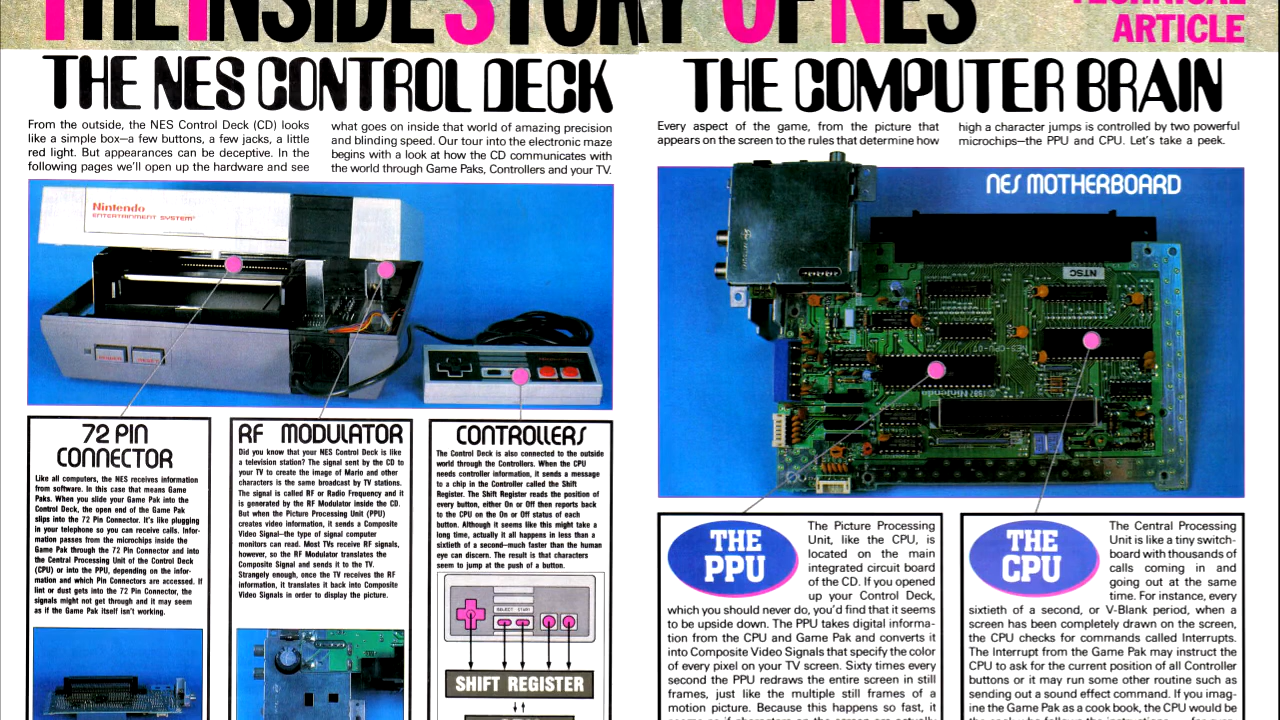 THE INSIDE STORY OF NES
TECHNICAL
ARTICLE
THE NES CONTROL DECK
From the outside, the NES Control Deck (CD) looks
like a simple box—a few buttons, a few jacks, a little
red light. But appearances can be deceptive. In the
following pages we'll open up the hardware and see
what goes on inside that world of amazing precision
and blinding speed. Our tour into the electronic maze
begins with a look at how the CD communicates with
the world through Game Paks, Controllers and your TV.
Nintendo
ENTERTAINMENT SYSTEM
POWER RESET
72 PIN
CONNECTOR
Like all computers, the NES receives information
from software. In this case that means Game
Paks. When you slide your Game Pak into the
Control Deck, the open end of the Game Pak
slips into the 72 Pin Connector. It's like plugging
in your telephone so you can receive calls. Infor-
mation passes from the microchips inside the
Game Pak through the 72 Pin Connector and into
the Central Processing Unit of the Control Deck
(CPU) or into the PPU, depending on the infor-
mation and which Pin Connectors are accessed. If
lint or dust gets into the 72 Pin Connector, the
signals might not get through and it may seem
as if the Game Pak itself isn't working.
RF MODULATOR
Did you know that your NES Control Deck is like
a television station? The signal sent by the CD to
your TV to create the image of Mario and other
characters is the same broadcast by TV stations.
The signal is called RF or Radio Frequency and it
is generated by the RF Modulator inside the CD.
But when the Picture Processing Unit (PPU)
creates video information, it sends a Composite
Video Signal—the type of signal computer
monitors can read. Most TVs receive RF signals,
however, so the RF Modulator translates the
Composite Signal and sends it to the TV.
Strangely enough, once the TV receives the RF
information, it translates it back into Composite
Video Signals in order to display the picture.
CONTROLLERS
The Control Deck is also connected to the outside
world through the Controllers. When the CPU
needs controller information, it sends a message
to a chip in the Controller called the Shift
Register. The Shift Register reads the position of
every button, either On or Off then reports back
to the CPU on the On or Off status of each
button. Although it seems like this might take a
long time, actually it all happens in less than a
sixtieth of a second—much faster than the human
eye can discern. The result is that characters
seem to jump at the push of a button.
SELECT START
SHIFT REGISTER
THE COMPUTER BRAIN
Every aspect of the game, from the picture that
appears on the screen to the rules that determine how
high a character jumps is controlled by two powerful
microchips—the PPU and CPU. Let's take a peek.
NES MOTHERBOARD
NTSC
THE
PPU
The Picture Processing
Unit, like the CPU, is
located on the main
integrated circuit board
of the CD. If you opened
up your Control Deck,
which you should never do, you'd find that it seems
to be upside down. The PPU takes digital informa-
tion from the CPU and Game Pak and converts it
into Composite Video Signals that specify the color
of every pixel on your TV screen. Sixty times every
second the PPU redraws the entire screen in still
frames, just like the multiple still frames of a
motion picture. Because this happens so fast, it
seems as if characters on the screen are actually
THE
CPU
The Central Processing
Unit is like a tiny switch-
board with thousands of
calls coming in and
going out at the same
time. For instance, every
sixtieth of a second, or V-Blank period, when a
screen has been completely drawn on the screen,
the CPU checks for commands called Interrupts.
The Interrupt from the Game Pak may instruct the
CPU to ask for the current position of all Controller
buttons or it may run some other routine such as
sending out a sound effect command. If you imag-
ine the Game Pak as a cook book, the CPU would be